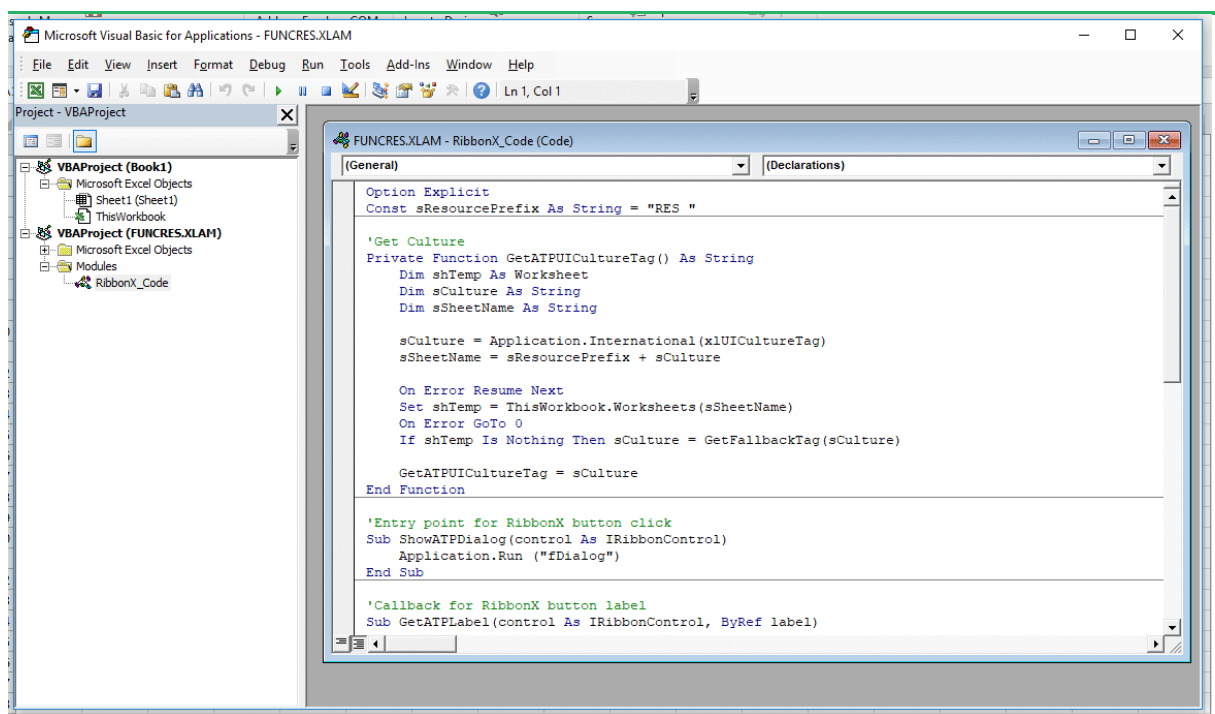 Microsoft Visual Basic for Applications - FUNCRES.XLAM
File Edit View Insert Format Debug Run Tools Add-Ins Window Help
Ln 1, Col 1
Project - VBAProject
VBAProject (Book1)
Microsoft Excel Objects
Sheet1 (Sheet1)
ThisWorkbook
VBAProject (FUNCRES.XLAM)
Microsoft Excel Objects
Modules
RibbonX_Code
FUNCRES.XLAM - RibbonX_Code (Code)
(General) (Declarations)
Option Explicit
Const sResourcePrefix As String = "RES "
'Get Culture
Private Function GetATPUICultureTag() As String
Dim shTemp As Worksheet
Dim sCulture As String
Dim sSheetName As String
sCulture = Application.International(xlUICultureTag)
sSheetName = sResourcePrefix + sCulture
On Error Resume Next
Set shTemp = ThisWorkbook.Worksheets(sSheetName)
On Error GoTo 0
If shTemp Is Nothing Then sCulture = GetFallbackTag(sCulture)
GetATPUICultureTag = sCulture
End Function
'Entry point for RibbonX button click
Sub ShowATPDialog(control As IRibbonControl)
Application.Run ("fDialog")
End Sub
'Callback for RibbonX button label
Sub GetATPLabel(control As IRibbonControl, ByRef label)